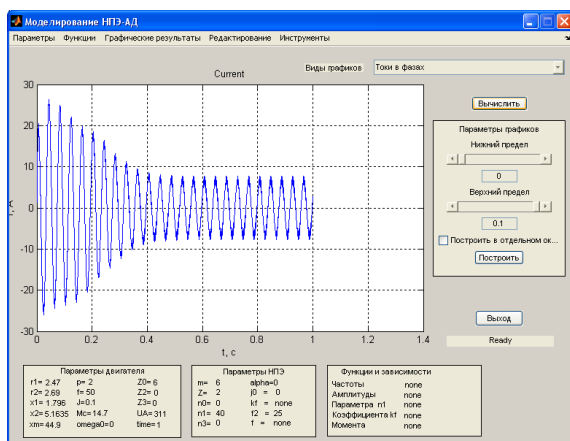 Моделирование НПЭ-АД
Параметры Функции Графические результаты Редактирование Инструменты
Виды графиков Токи в фазах
Current
30
20
10
0
-10
-20
-30
I, A
0 0.2 0.4 0.6 0.8 1 1.2 1.4
t, c
Вычислить
Параметры графиков
Нижний предел
0
Верхний предел
0.1
Построить в отдельном ок...
Построить
Выход
Ready
Параметры двигателя
r1= 2.47 p= 2 Z0= 6
r2= 2.69 f= 50 Z2= 0
x1= 1.796 J=0.1 Z3= 0
x2= 5.1635 Mc= 14.7 UA= 311
xm= 44.9 omega0=0 time=1
Параметры НПЭ
m= 6 alpha=0
Z= 2 j0 = 0
n0= 0 kf = none
n1= 40 f2 = 25
n3= 0 f = none
Функции и зависимости
Частоты none
Амплитуды none
Параметра n1 none
Коэффициента kf none
Момента none